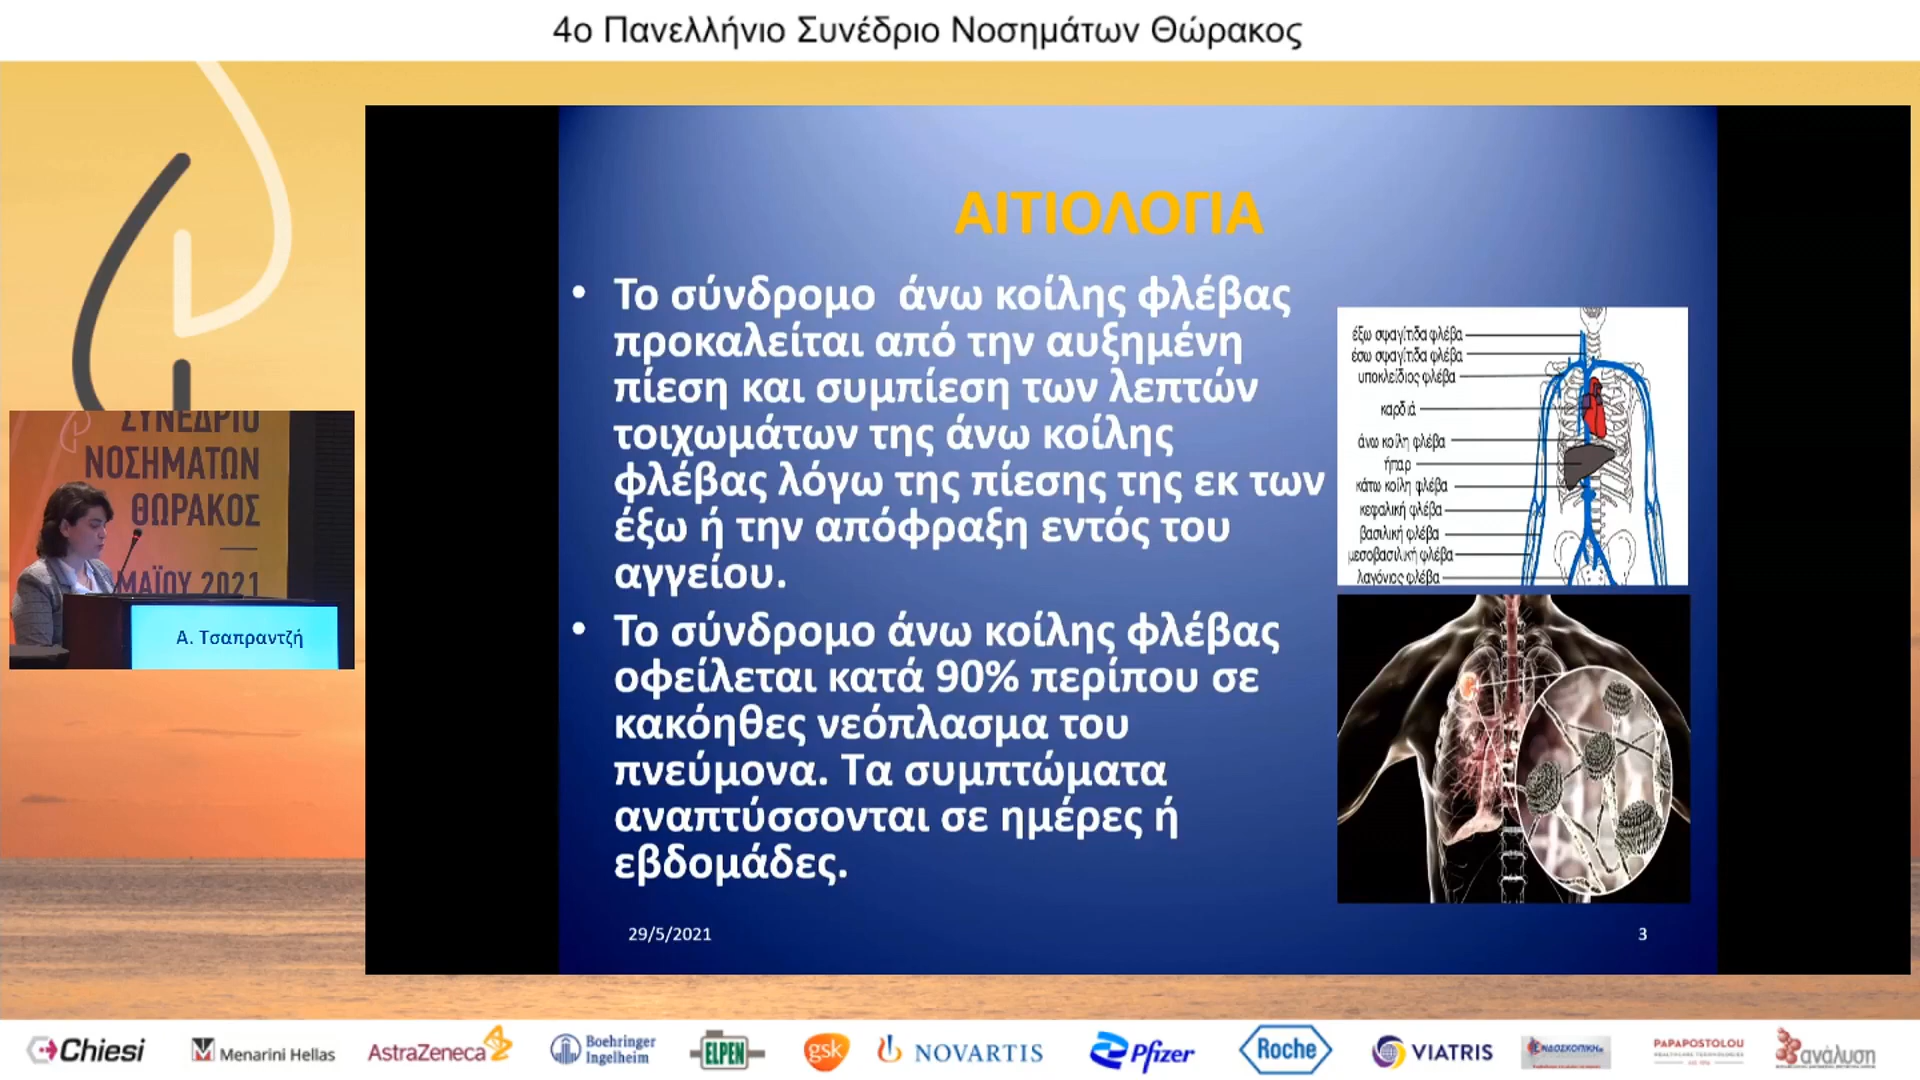 4ο Πανελλήνιο Συνέδριο Νοσημάτων Θώρακος
ΑΙΤΙΟΛΟΓΙΑ
• Το σύνδρομο άνω κοίλης φλέβας
προκαλείται από την αυξημένη
πίεση και συμπίεση των λεπτών
τοιχωμάτων της άνω κοίλης
φλέβας λόγω της πίεσης της εκ των
έξω ή την απόφραξη εντός του
αγγείου.
• Το σύνδρομο άνω κοίλης φλέβας
οφείλεται κατά 90% περίπου σε
κακόηθες νεόπλασμα του
πνεύμονα. Τα συμπτώματα
αναπτύσσονται σε ημέρες ή
εβδομάδες.
29/5/2021
3
έξω σφαγίτιδα φλέβα
έσω σφαγίτιδα φλέβα
υποκλείδιος φλέβα
καρδιά
άνω κοίλη φλέβα
ήπαρ
κάτω κοίλη φλέβα
κεφαλική φλέβα
βασιλική φλέβα
μεσοβασιλική φλέβα
λαγόνιος φλέβα
ΣΥΝΕΔΡΙΟ
ΝΟΣΗΜΑΤΩΝ
ΘΩΡΑΚΟΣ
ΜΑΪΟΥ 2021
Α. Τσαπραντζή
Chiesi
Menarini Hellas
AstraZeneca
Boehringer
Ingelheim
ELPEN
gsk
NOVARTIS
Pfizer
Roche
VIATRIS
ΕΝΔΟΣΚΟΠΙΚΗ
PAPAPOSTOLOU
HEALTHCARE TECHNOLOGIES
ανάλυση